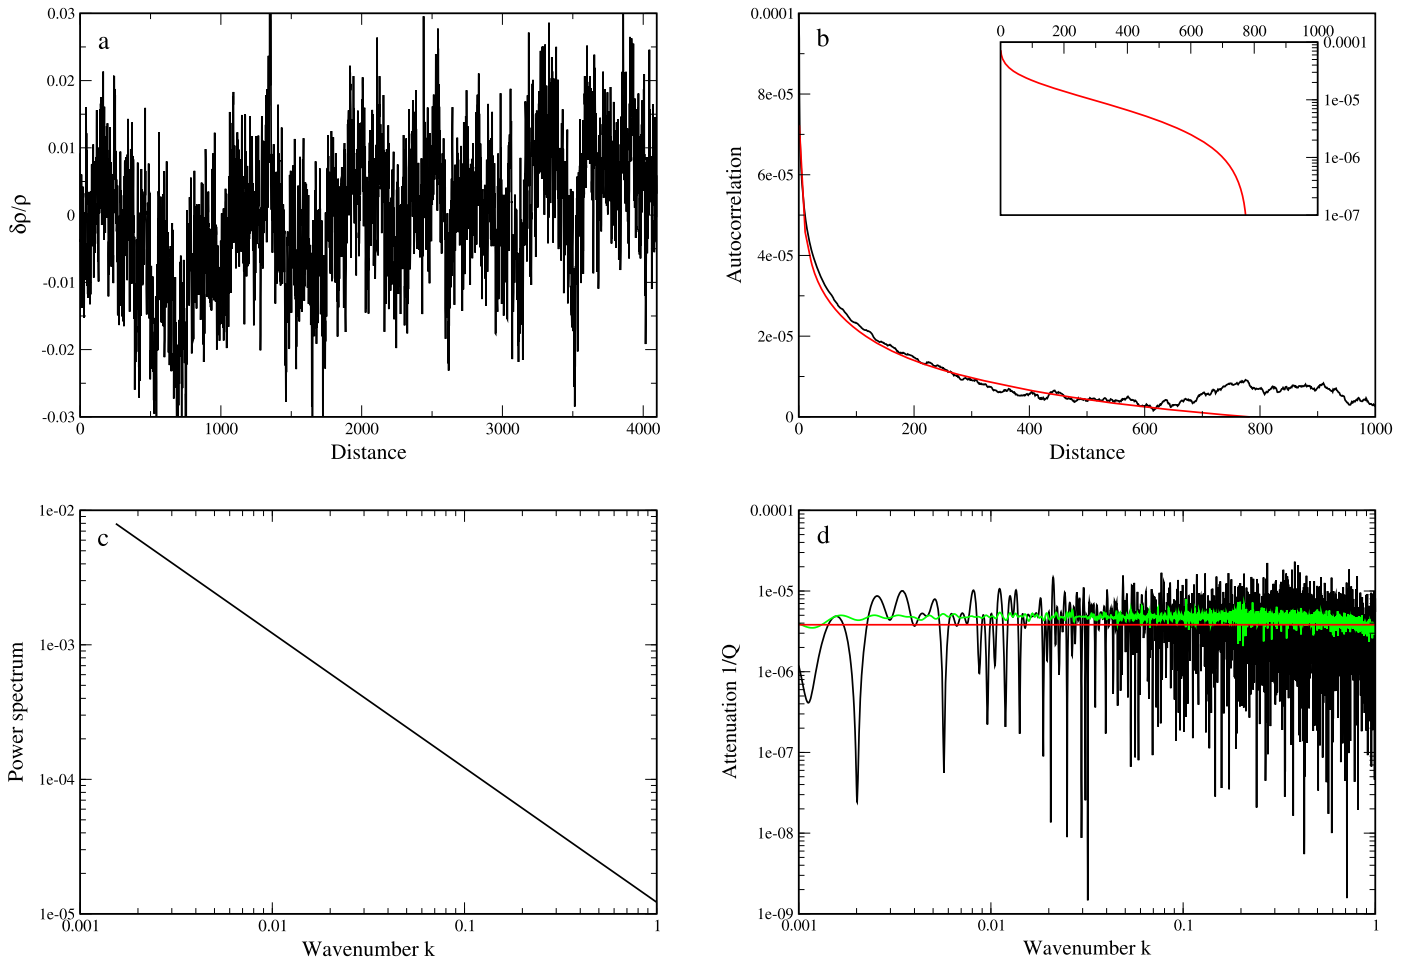 a
0.03
0.02
0.01
0
-0.01
-0.02
-0.03
δρ/ρ
0 1000 2000 3000 4000
Distance
b
0.0001
8e-05
6e-05
4e-05
2e-05
0
Autocorrelation
0 200 400 600 800 1000
0.0001
1e-05
1e-06
1e-07
0 200 400 600 800 1000
Distance
c
1e-02
1e-03
1e-04
1e-05
Power spectrum
0.001 0.01 0.1 1
Wavenumber k
d
0.0001
1e-05
1e-06
1e-07
1e-08
1e-09
Attenuation 1/Q
0.001 0.01 0.1 1
Wavenumber k